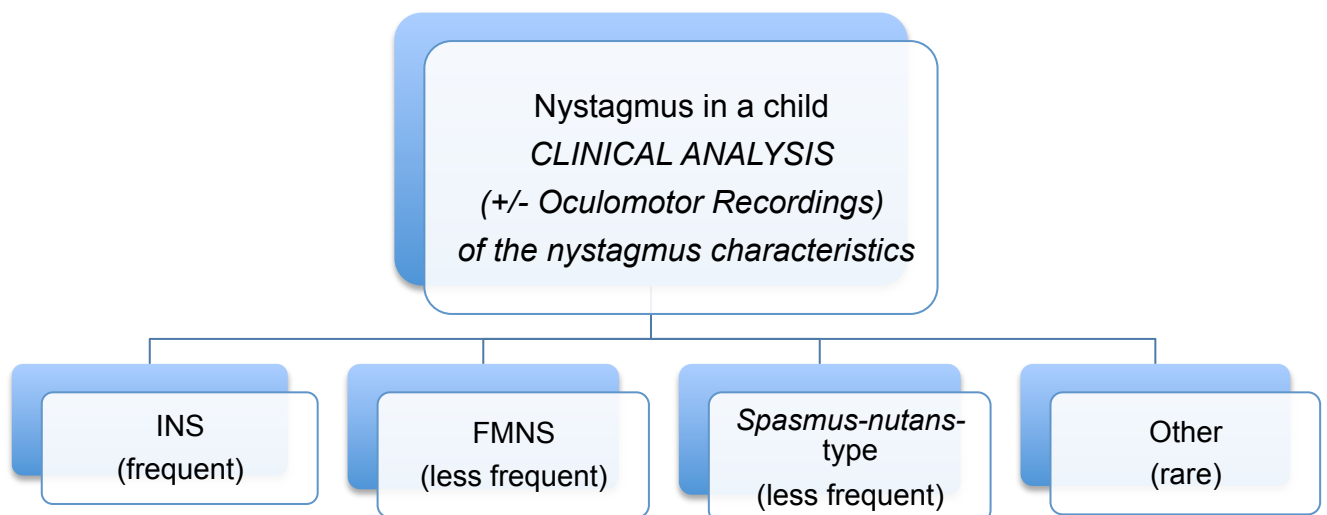 Nystagmus in a child
CLINICAL ANALYSIS
(+/- Oculomotor Recordings)
of the nystagmus characteristics
INS
(frequent)
FMNS
(less frequent)
Spasmus-nutans-
type
(less frequent)
Other
(rare)